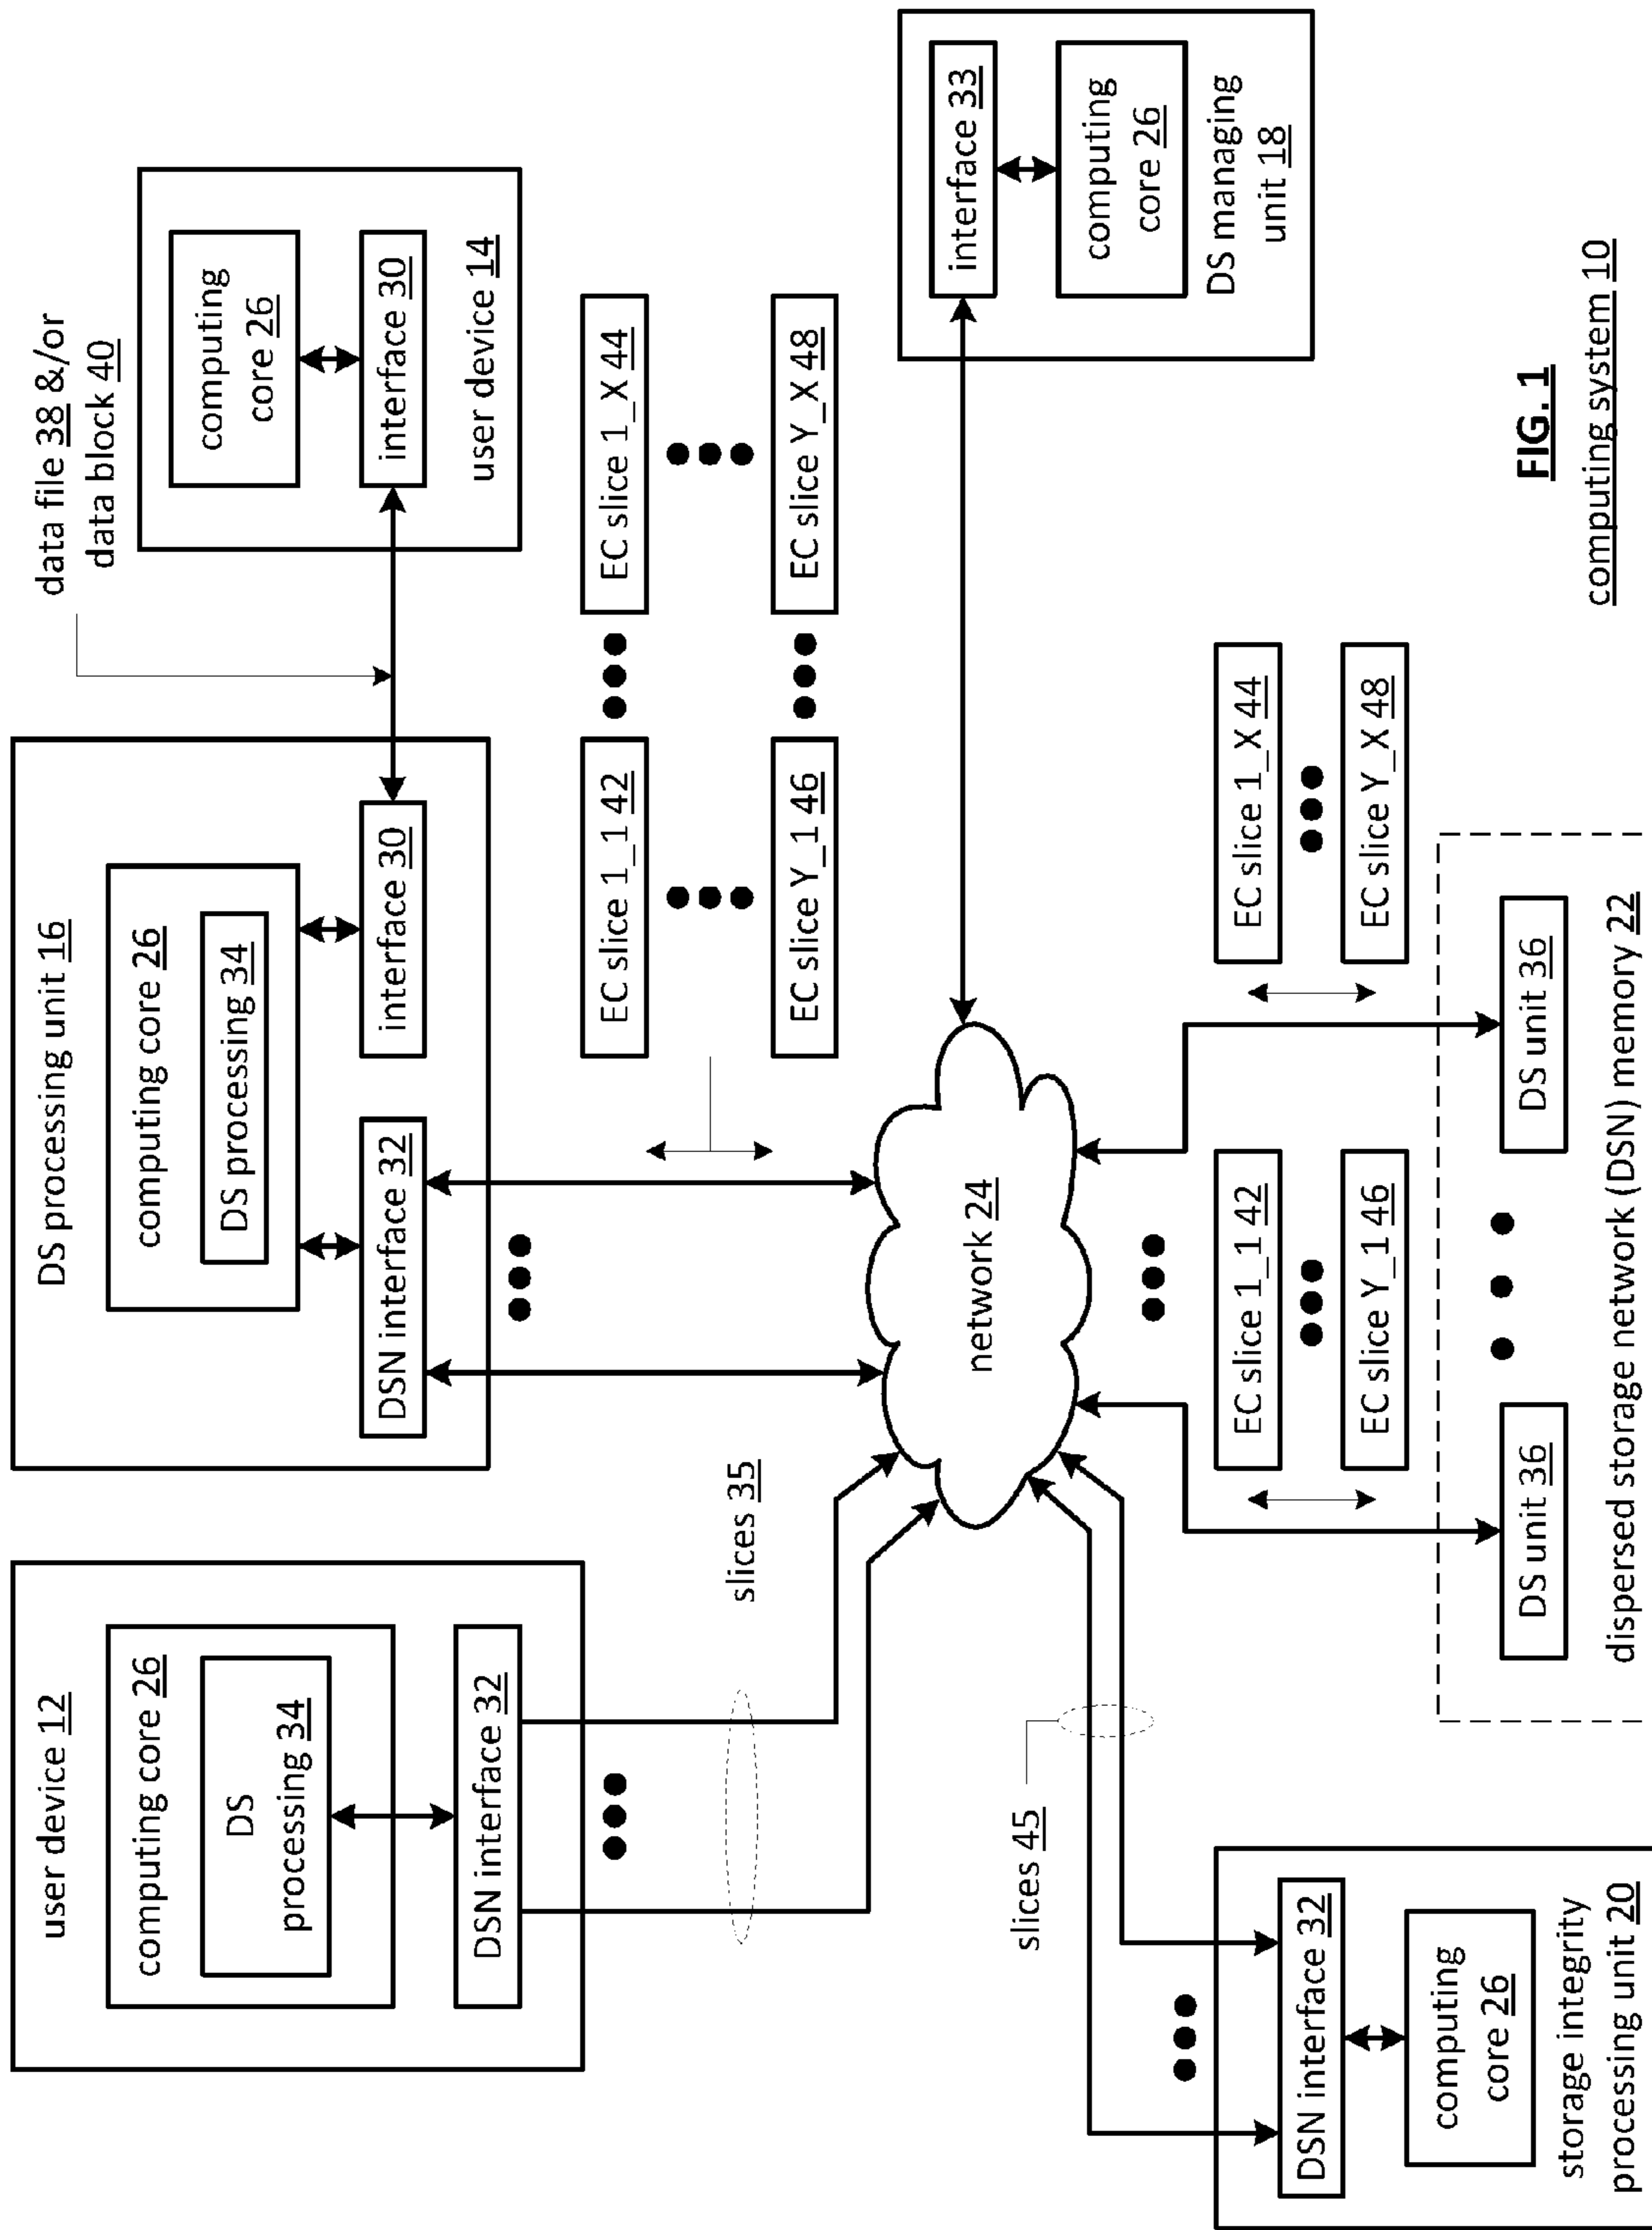 user device 12
computing core 26
DS
processing 34
DSN interface 32
slices 35
DS processing unit 16
computing core 26
DS processing 34
DSN interface 32
interface 30
data file 38 &/or
data block 40
computing
core 26
interface 30
user device 14
EC slice 1_1 42
EC slice 1_X 44
EC slice Y_1 46
EC slice Y_X 48
network 24
interface 33
computing
core 26
DS managing
unit 18
slices 45
DSN interface 32
computing
core 26
storage integrity
processing unit 20
EC slice 1_1 42
EC slice Y_1 46
EC slice 1_X 44
EC slice Y_X 48
DS unit 36
DS unit 36
dispersed storage network (DSN) memory 22
FIG. 1
computing system 10